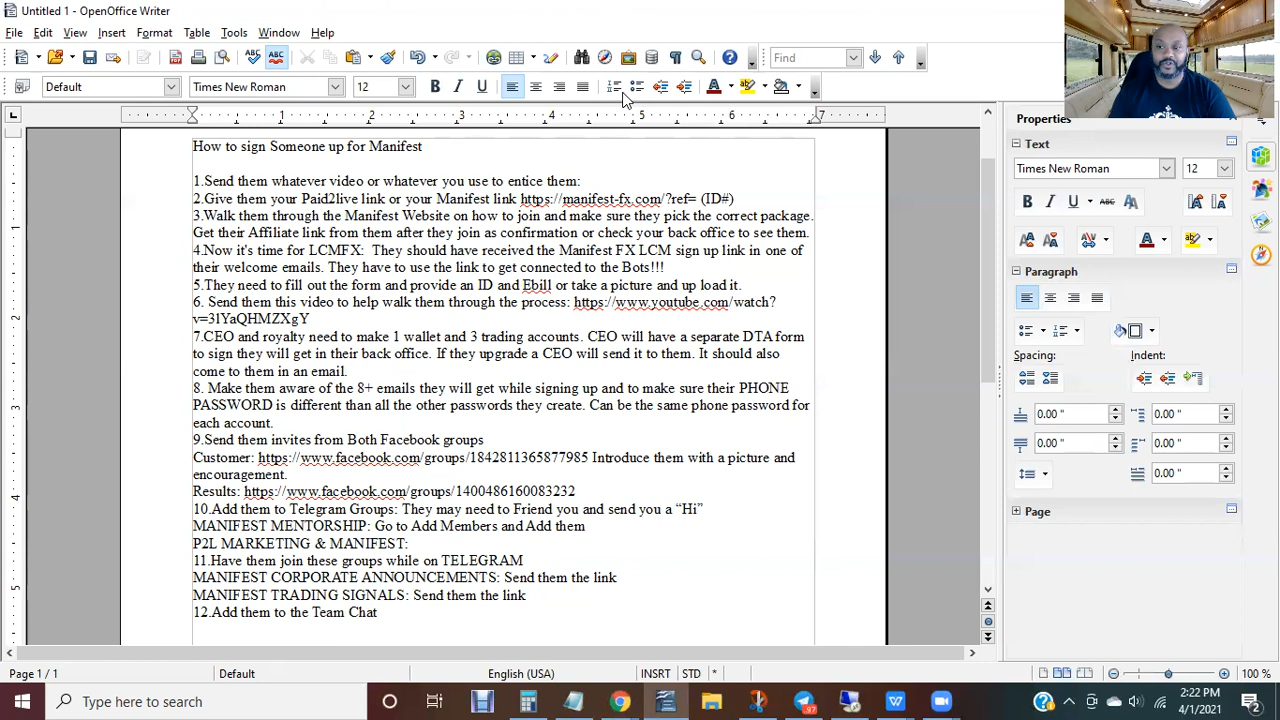 Untitled 1 - OpenOffice Writer
File Edit View Insert Format Table Tools Window Help
Find
Default Times New Roman 12
1 1 2 3 4 5 6 7
How to sign Someone up for Manifest
1.Send them whatever video or whatever you use to entice them:
2.Give them your Paid2live link or your Manifest link https://manifest-fx.com/?ref= (ID#)
3.Walk them through the Manifest Website on how to join and make sure they pick the correct package.
Get their Affiliate link from them after they join as confirmation or check your back office to see them.
4.Now it's time for LCMFX: They should have received the Manifest FX LCM sign up link in one of
their welcome emails. They have to use the link to get connected to the Bots!!!
5.They need to fill out the form and provide an ID and Ebill or take a picture and up load it.
6. Send them this video to help walk them through the process: https://www.youtube.com/watch?
v=3lYaQHMZXgY
7.CEO and royalty need to make 1 wallet and 3 trading accounts. CEO will have a separate DTA form
to sign they will get in their back office. If they upgrade a CEO will send it to them. It should also
come to them in an email.
8. Make them aware of the 8+ emails they will get while signing up and to make sure their PHONE
PASSWORD is different than all the other passwords they create. Can be the same phone password for
each account.
9.Send them invites from Both Facebook groups
Customer: https://www.facebook.com/groups/1842811365877985 Introduce them with a picture and
encouragement.
Results: https://www.facebook.com/groups/1400486160083232
10.Add them to Telegram Groups: They may need to Friend you and send you a “Hi”
MANIFEST MENTORSHIP: Go to Add Members and Add them
P2L MARKETING & MANIFEST:
11.Have them join these groups while on TELEGRAM
MANIFEST CORPORATE ANNOUNCEMENTS: Send them the link
MANIFEST TRADING SIGNALS: Send them the link
12.Add them to the Team Chat
1
2
3
4
5
Properties
Text
Times New Roman 12
Paragraph
Spacing: Indent:
0.00 " 0.00 "
0.00 " 0.00 "
0.00 "
Page
Page 1 / 1 Default English (USA) INSRT STD * 100 %
Type here to search
97
2:22 PM
4/1/2021
2